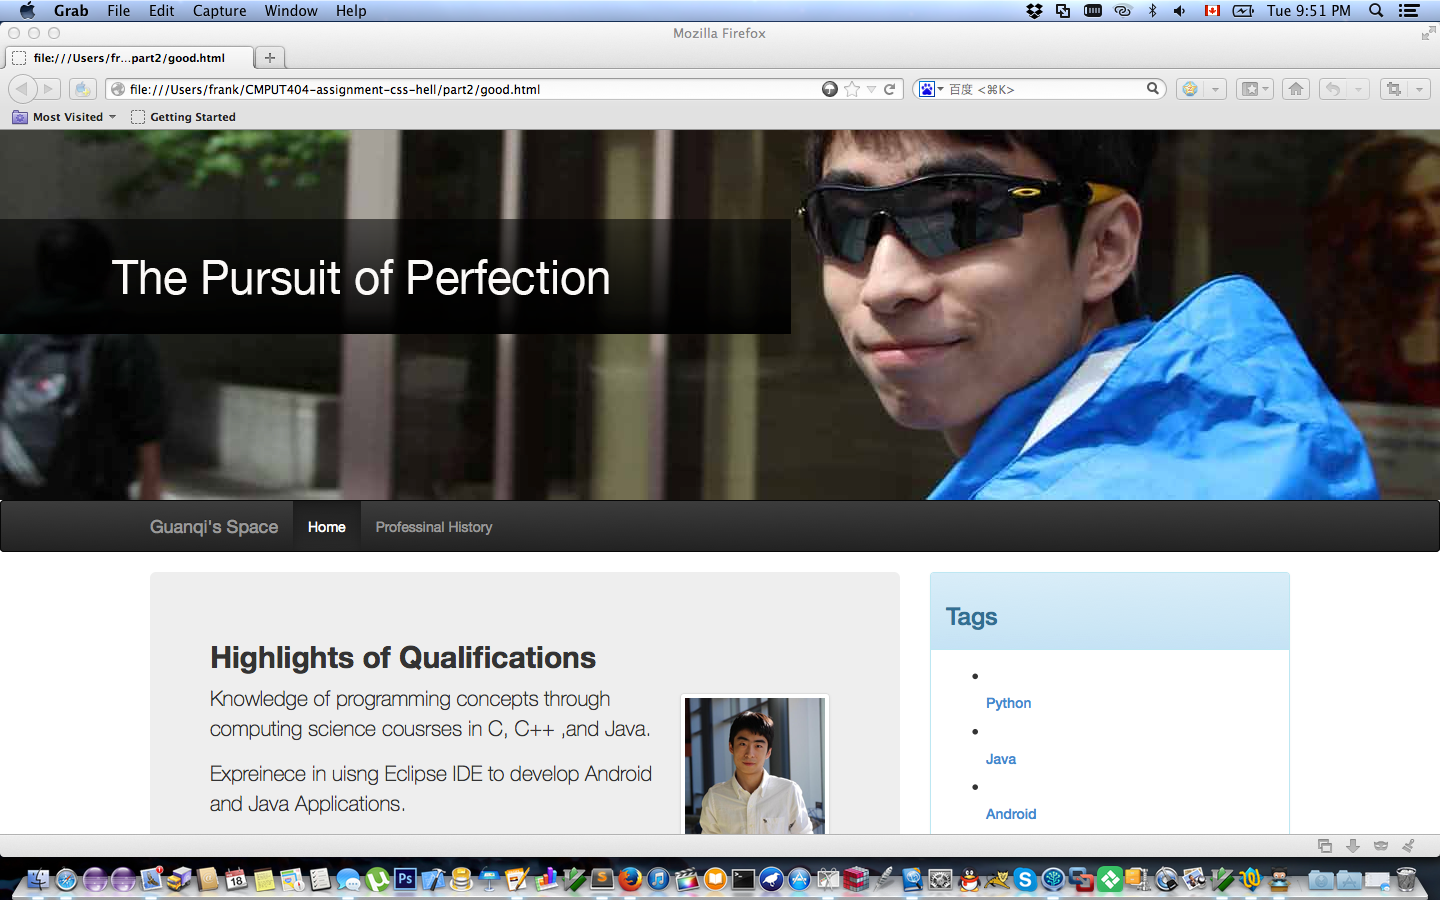 Grab File Edit Capture Window Help Tue 9:51 PM
Mozilla Firefox
file:///Users/fr...part2/good.html
file:///Users/frank/CMPUT404-assignment-css-hell/part2/good.html 百度 <⌘K>
Most Visited Getting Started
The Pursuit of Perfection
Guanqi's Space Home Professinal History
Highlights of Qualifications
Knowledge of programming concepts through
computing science cousrses in C, C++ ,and Java.
Expreinece in uisng Eclipse IDE to develop Android
and Java Applications.
Tags
Python
Java
Android
18
Ps